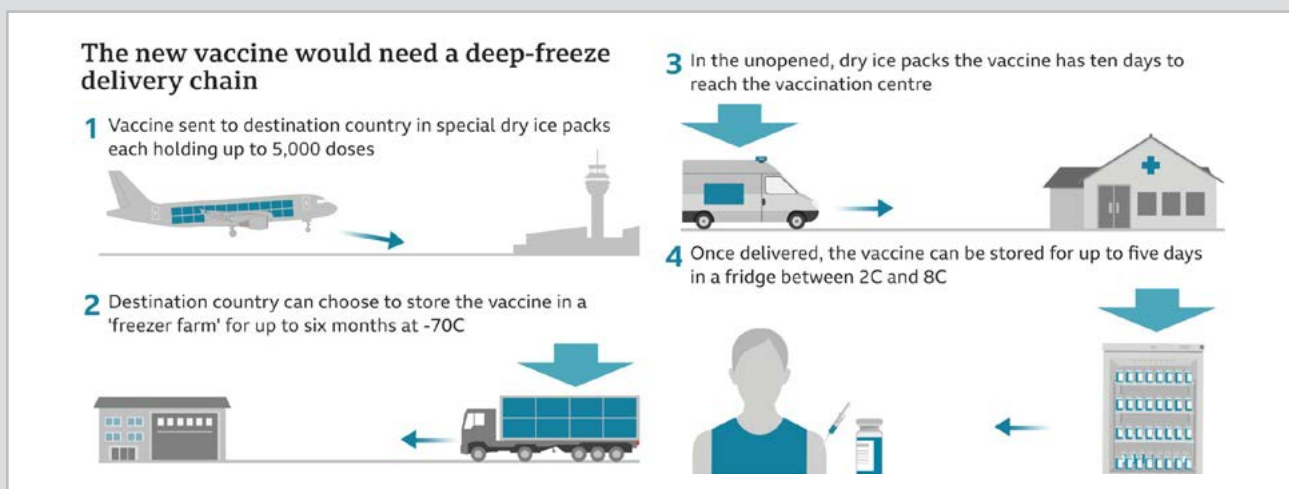 The new vaccine would need a deep-freeze
delivery chain
1 Vaccine sent to destination country in special dry ice packs
each holding up to 5,000 doses
2 Destination country can choose to store the vaccine in a
'freezer farm' for up to six months at -70C
3 In the unopened, dry ice packs the vaccine has ten days to
reach the vaccination centre
4 Once delivered, the vaccine can be stored for up to five days
in a fridge between 2C and 8C